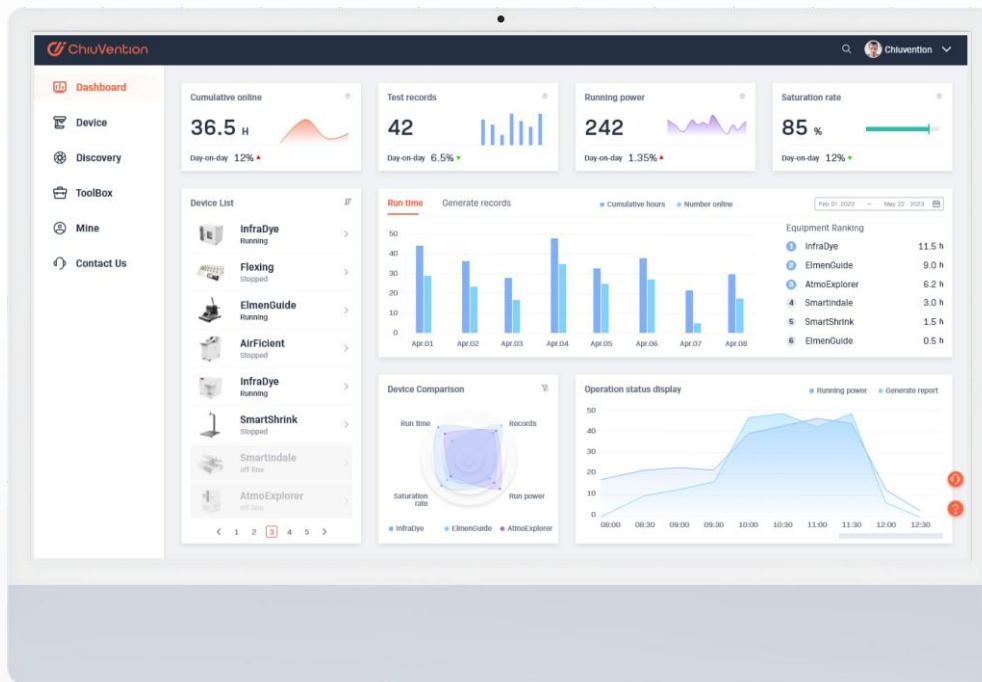 ChiuVention
Chiuvention
Dashboard
Device
Discovery
ToolBox
Mine
Contact Us
Cumulative online
36.5 H
Day-on-day 12%
Test records
42
Day-on-day 6.5%
Running power
242
Day-on-day 1.35%
Saturation rate
85 %
Day-on-day 12%
Device List
InfraDye
Running
Flexing
Stopped
ElmenGuide
Running
AirFicient
Stopped
InfraDye
Running
SmartShrink
Stopped
Smartindale
off-line
AtmoExplorer
off-line
< 1 2 3 4 5 >
Run time Generate records
Cumulative hours Number online
Feb 01.2023 – May 22 . 2023
50
40
30
20
10
0
Apr.01 Apr.02 Apr.03 Apr.04 Apr.05 Apr.06 Apr.07 Apr.08
Equipment Ranking
1 InfraDye 11.5 h
2 ElmenGuide 9.0 h
3 AtmoExplorer 6.2 h
4 Smartindale 3.0 h
5 SmartShrink 1.5 h
6 ElmenGuide 0.5 h
Device Comparison
Run time Records
Saturation rate Run power
InfraDye ElmenGuide AtmoExplorer
Operation status display
Running power Generate report
50
40
30
20
10
0
08:00 08:30 09:00 09:30 10:00 10:30 11:00 11:30 12:00 12:30
?